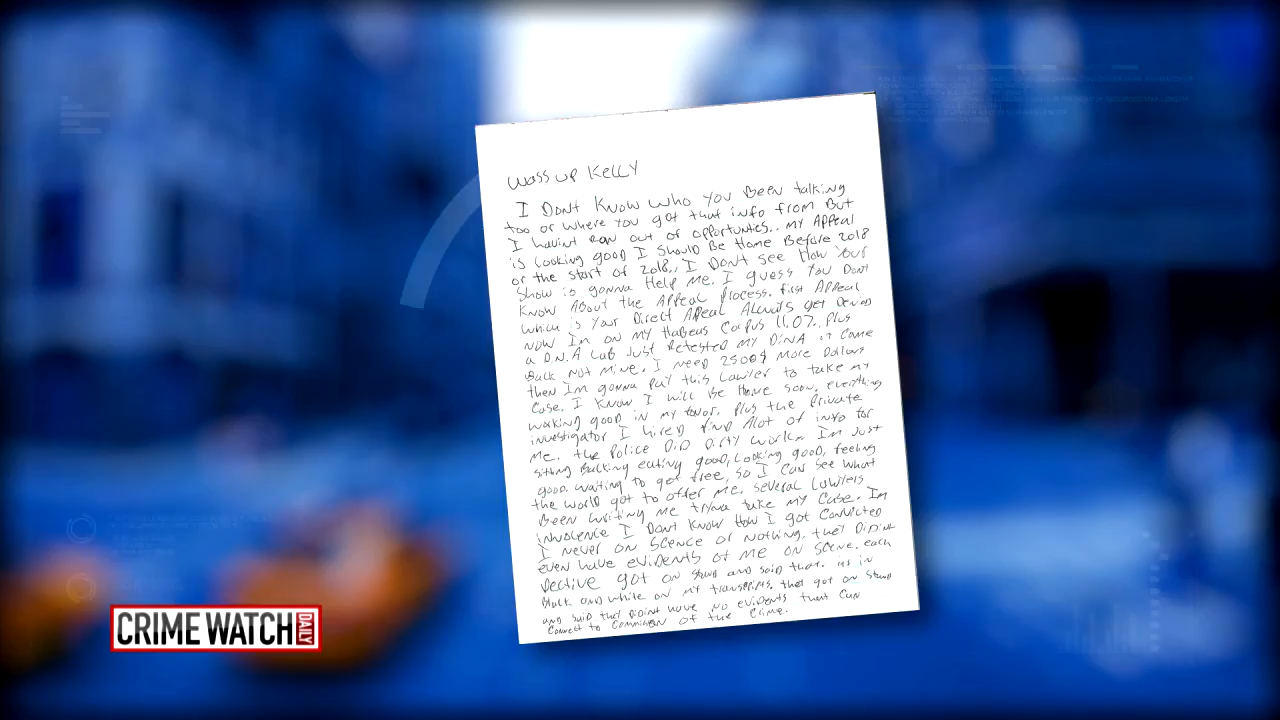 Wass up Kelly
I Dont Know who you Been talking
too or where you got that info from But
I havint ran out of opportunties.. my Appeal
is Looking good I should Be Home Before 2018
or the start of 2018., I Dont see How Your
Show is gonna Help Me. I guess You Dont
Know About the Appeal Process. first Appeal
which is Your Direct Appeal Always get Denied
Now Im on my Habeus Corpus 11.07., Plus
a D.N.A Lab Just Retested my D.N.A it Came
Back Not Mine. I need 2500$ More Dollars
then Im gonna Pay this Lawyer to take my
Case. I Know I will Be Home Soon. everything
waking good in my favor. Plus the Private
investigator I hired find Alot of info for
Me. the Police DiD Dirty work. Im Just
sitting Backing eating good, Looking good, feeling
good. waiting to get free, so I Can see what
the world got to offer me. several Lawyers
Been writing me tryna take my Case. Im
innocence I Dont Know How I got Convicted
I never on Scence or Nothing. they Didint
even have evidents of me on scene. each
Dective got on Stand and said that. its in
Black and white on my transcripts. they got on Stand
and said they Didint have no evidents that Can
Connect to Commision of the Crime.
CRIME WATCH DAILY